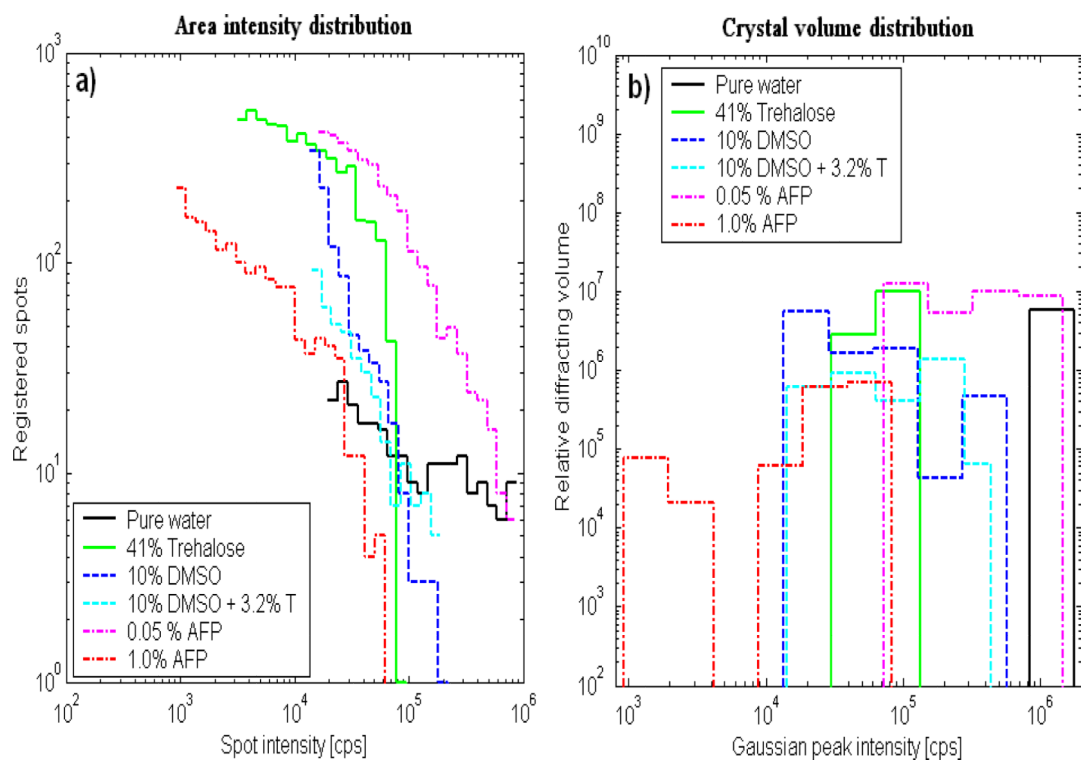 Area intensity distribution
a)
10^3
10^2
10^1
10^0
Registered spots
Pure water
41% Trehalose
10% DMSO
10% DMSO + 3.2% T
0.05 % AFP
1.0% AFP
10^2 10^3 10^4 10^5 10^6
Spot intensity [cps]
Crystal volume distribution
b)
10^10
10^9
10^8
10^7
10^6
10^5
10^4
10^3
10^2
Relative diffracting volume
Pure water
41% Trehalose
10% DMSO
10% DMSO + 3.2% T
0.05 % AFP
1.0% AFP
10^3 10^4 10^5 10^6
Gaussian peak intensity [cps]